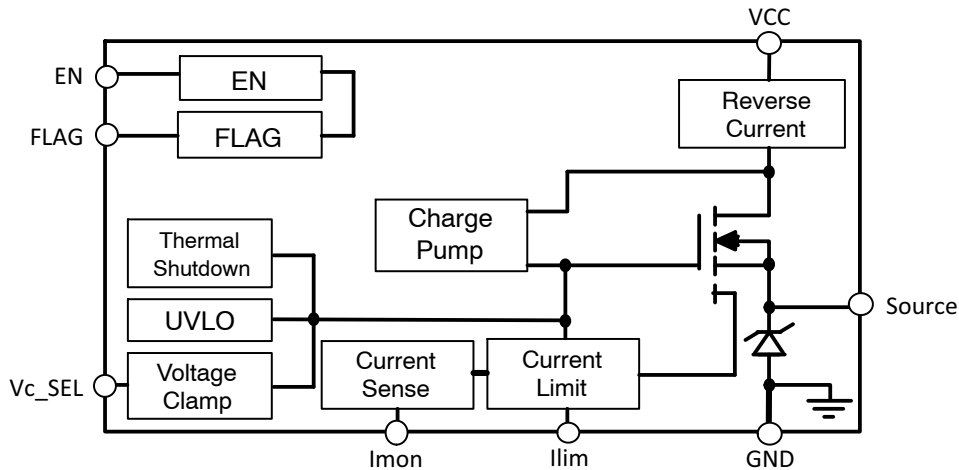 VCC
EN
EN
Reverse
Current
FLAG
FLAG
Charge
Pump
Thermal
Shutdown
UVLO
Source
Vc_SEL
Voltage
Clamp
Current
Sense
Current
Limit
Imon
Ilim
GND